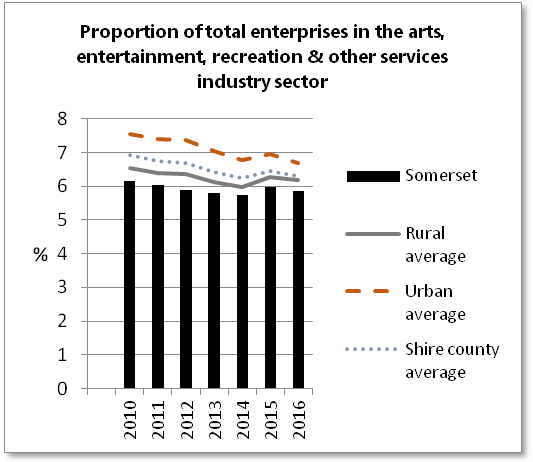 Proportion of total enterprises in the arts,
entertainment, recreation & other services
industry sector
8
7
6
5
% 4
3
2
1
0
2010 2011 2012 2013 2014 2015 2016
Somerset
Rural
average
Urban
average
Shire county
average